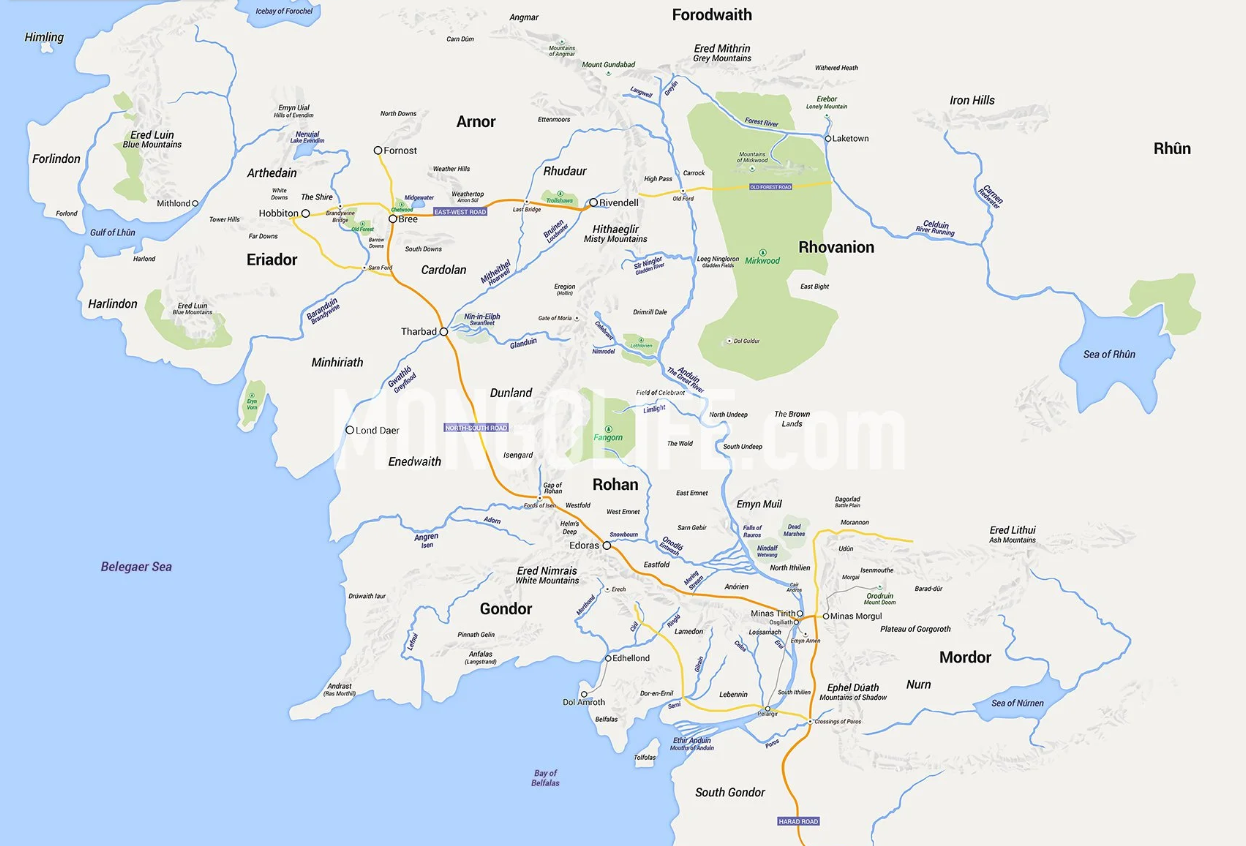 Icebay of Forochel
Angmar
Forodwaith
Himling
Carn Dûm
Mountains
of Angmar
Ered Mithrin
Grey Mountains
Mount Gundabad
Withered Heath
Langwell
Greylin
Erebor
Lonely Mountain
Iron Hills
Emyn Uial
Hills of Evendim
North Downs
Arnor
Ettenmoors
Forest River
Laketown
Ered Luin
Blue Mountains
Nenuial
Lake Evendim
Fornost
Rhûn
Forlindon
Mountains
of Mirkwood
Arthedain
Weather Hills
Rhudaur
High Pass
Carrock
OLD FOREST ROAD
White
Downs
The Shire
Midgewater
Weathertop
Amon Sûl
Trollshaws
Old Ford
Carnen
Redwater
Mithlond
Chetwood
Last Bridge
Rivendell
Forlond
Tower Hills
Hobbiton
Brandywine
Bridge
Bree
EAST-WEST ROAD
Gulf of Lhûn
Old Forest
Bruinen
Loudwater
Hithaeglir
Misty Mountains
Celduin
River Running
Far Downs
Barrow
Downs
South Downs
Rhovanion
Harlond
Eriador
Sarn Ford
Cardolan
Mitheithel
Hoarwell
Sîr Ninglor
Gladden River
Loeg Ningloron
Gladden Fields
Mirkwood
Eregion
(Hollin)
East Bight
Harlindon
Ered Luin
Blue Mountains
Baranduin
Brandywine
Nîn-in-Eilph
Swanfleet
Gate of Moria
Drimrill Dale
Tharbad
Celebrant
Glanduin
Nimrodel
Lothlórien
Dol Goldur
Sea of Rhûn
Minhiriath
Gwathló
Greyflood
Anduin
The Great River
Eryn
Vorn
Dunland
Field of Celebrant
Limlight
North Undeep
The Brown
Lands
MONGOLIFE.com
Lond Daer
NORTH-SOUTH ROAD
Fangorn
The Wold
South Undeep
Enedwaith
Isengard
Gap of
Rohan
Rohan
East Emnet
Fords of Isen
Westfold
West Emnet
Emyn Muil
Dagorlad
Battle Plain
Adorn
Helm's
Deep
Sarn Gebir
Falls of
Rauros
Dead
Marshes
Morannon
Ered Lithui
Ash Mountains
Angren
Isen
Snowbourn
Edoras
Onodló
Entwash
Nindalf
Wetwang
Udûn
Belegaer Sea
Eastfold
North Ithilien
Isenmouthe
Ered Nimrais
White Mountains
Mering
Stream
Morgai
Erech
Anórien
Cair
Andros
Orodruin
Mount Doom
Barad-dûr
Drúwaith Iaur
Morthond
Gondor
Minas Tirith
Minas Morgul
Osgiliath
Ciril
Ringló
Lamedon
Lossarnach
Plateau of Gorgoroth
Lefnui
Pinnath Gelin
Celos
Erui
Emyn Arnen
Anfalas
(Langstrand)
Edhellond
Gilrain
Mordor
Andrast
(Ras Morthil)
Dor-en-Ernil
Lebennin
South Ithilien
Ephel Dúath
Mountains of Shadow
Nurn
Dol Amroth
Serni
Pelargir
Sea of Núrnen
Belfalas
Crossings of Poros
Ethir Anduin
Mouths of Anduin
Poros
Tolfolas
Bay of
Belfalas
South Gondor
HARAD ROAD